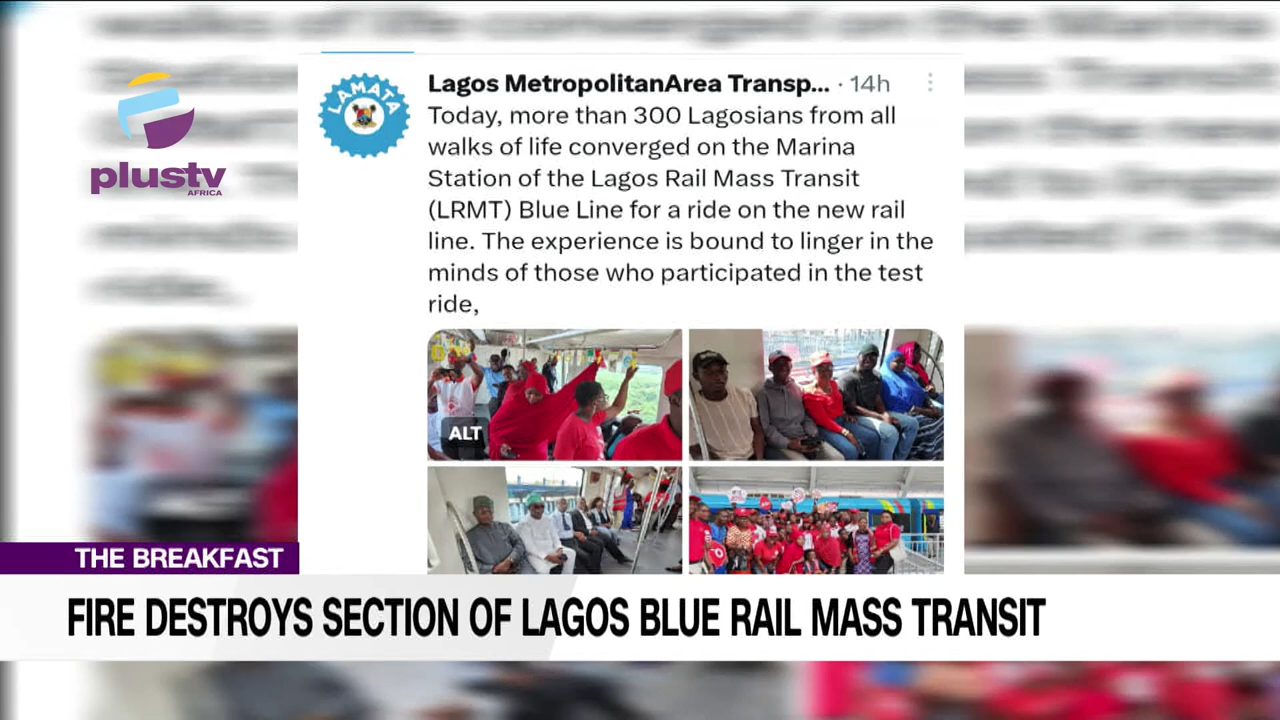 plustv
AFRICA
LAMATA
Lagos MetropolitanArea Transp... · 14h
Today, more than 300 Lagosians from all
walks of life converged on the Marina
Station of the Lagos Rail Mass Transit
(LRMT) Blue Line for a ride on the new rail
line. The experience is bound to linger in the
minds of those who participated in the test
ride,
ALT
THE BREAKFAST
FIRE DESTROYS SECTION OF LAGOS BLUE RAIL MASS TRANSIT